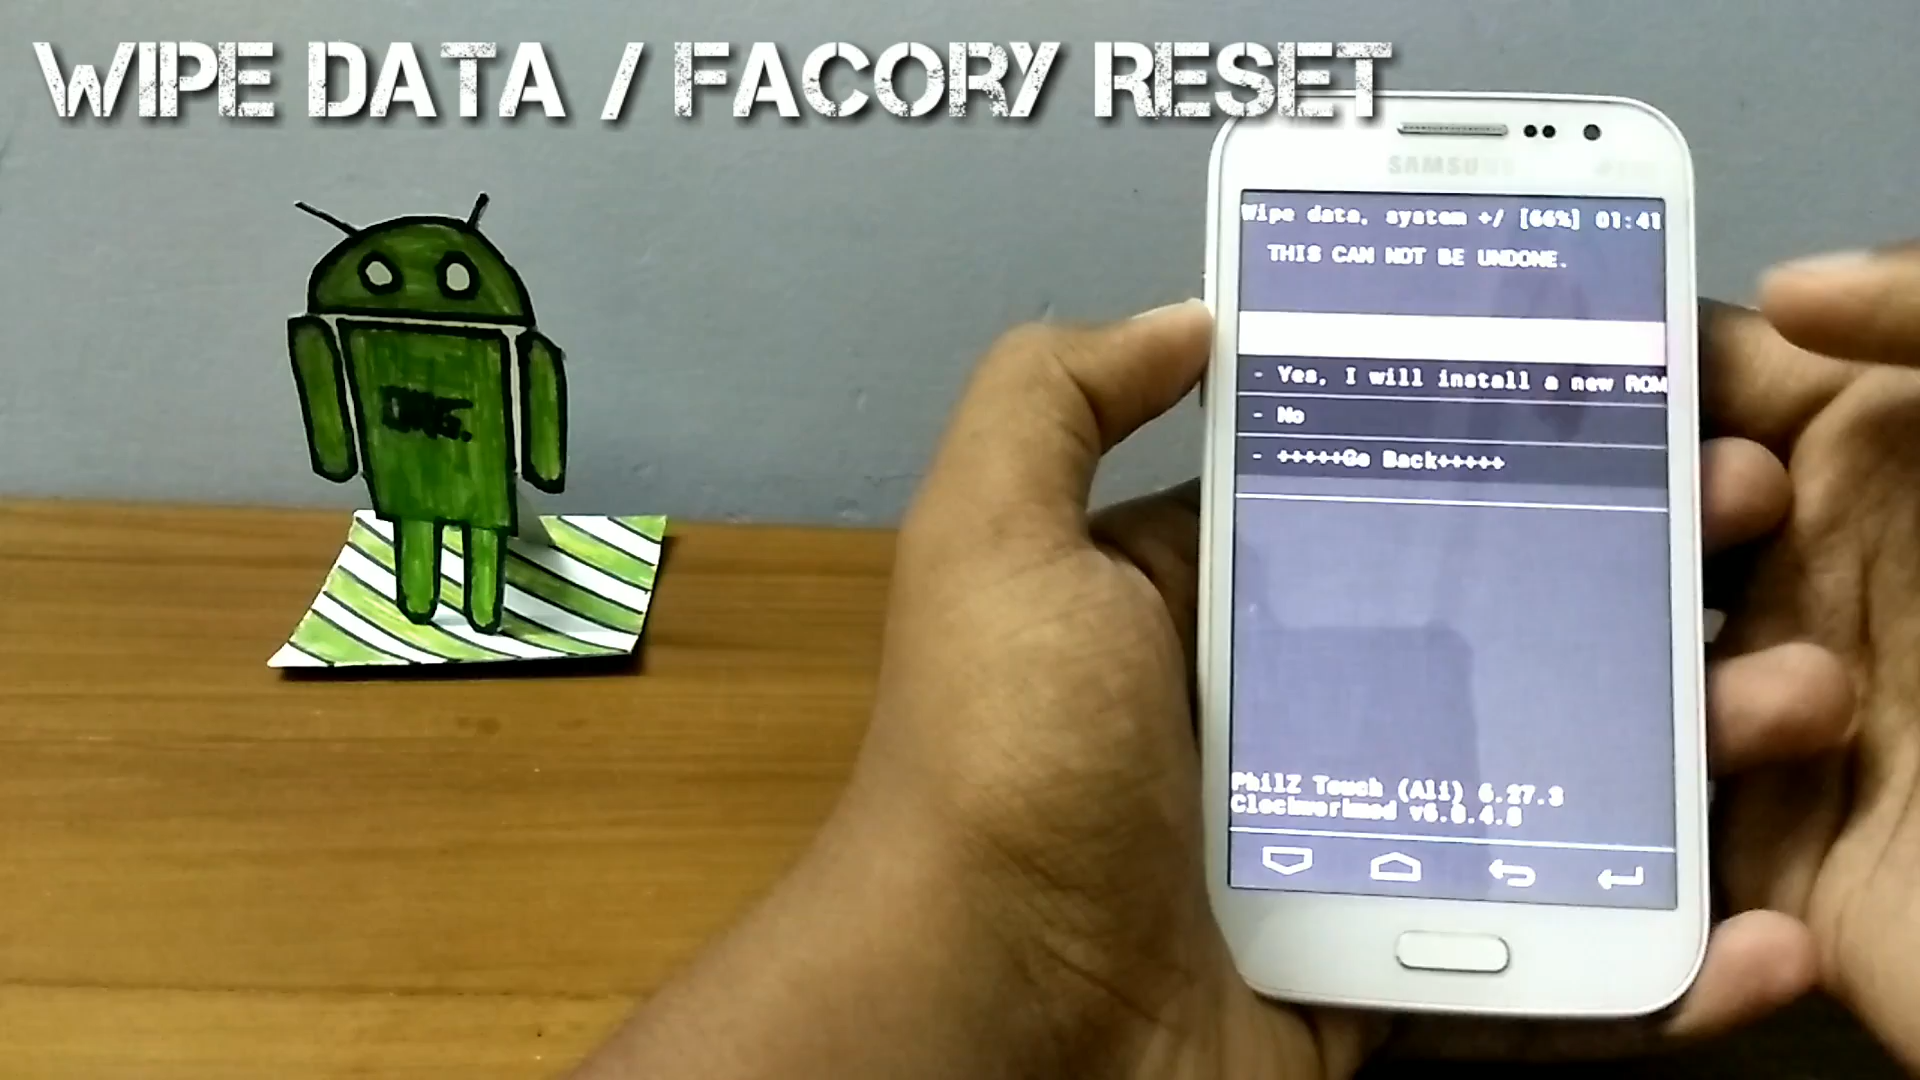 WIPE DATA / FACORY RESET
SAMSUNG
Wipe data, system +/ [66%] 01:41
THIS CAN NOT BE UNDONE.
- Yes, I will install a new ROM
- No
- +++++Go Back+++++
PhilZ Touch (Ali) 6.27.3
Clockworkmod v6.0.4.8